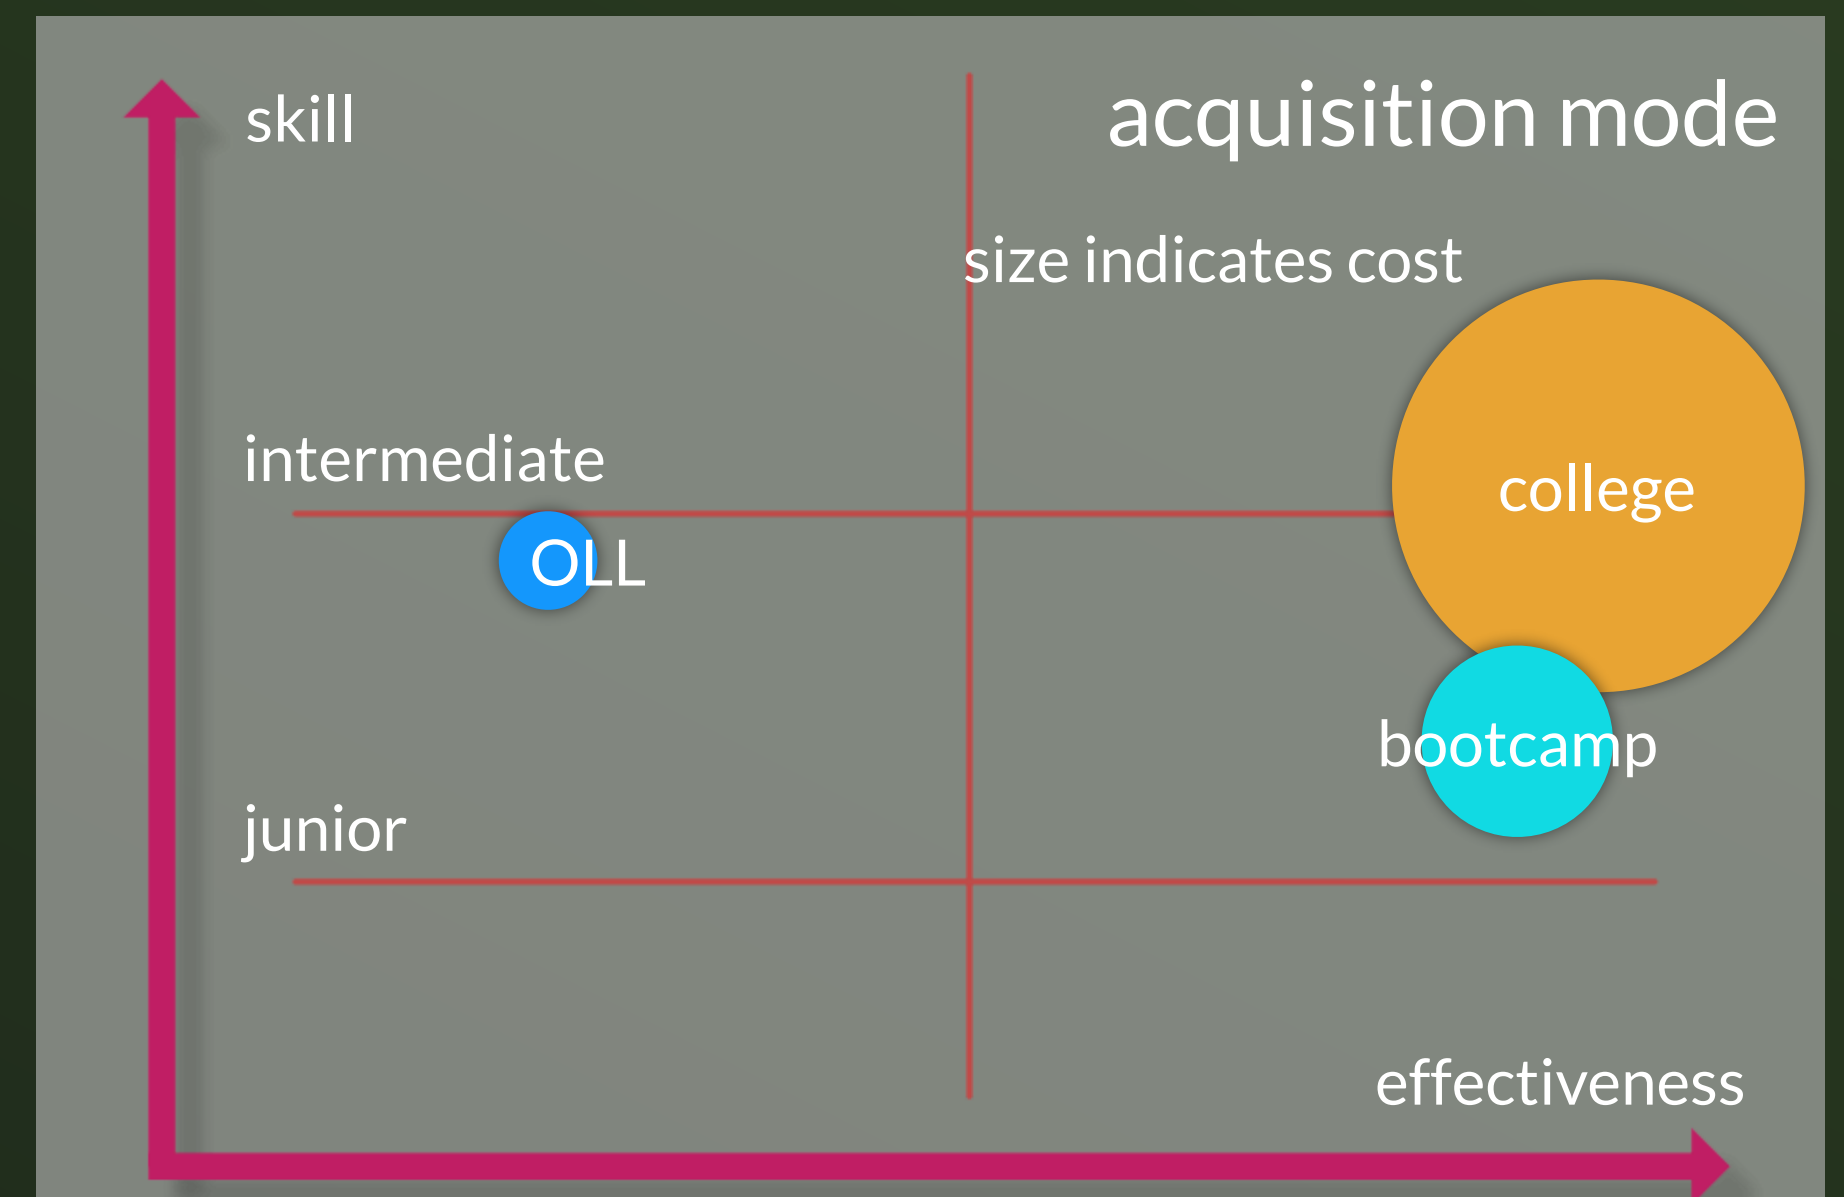 skill
acquisition mode
size indicates cost
intermediate
college
OLL
bootcamp
junior
effectiveness